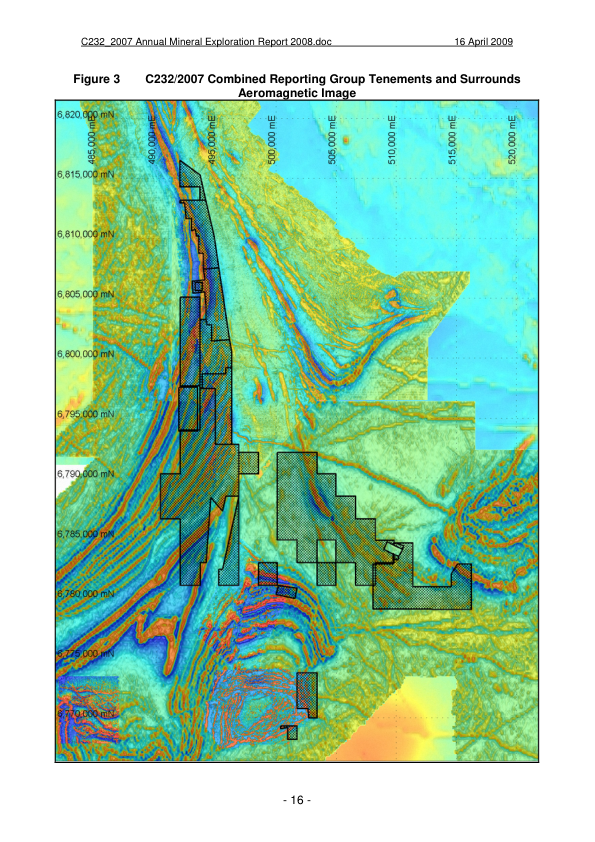 C232_2007 Annual Mineral Exploration Report 2008.doc 16 April 2009
Figure 3 C232/2007 Combined Reporting Group Tenements and Surrounds
Aeromagnetic Image
6,820,000 mN
485,000 mE
490,000 mE
495,000 mE
500,000 mE
505,000 mE
510,000 mE
515,000 mE
520,000 mE
6,815,000 mN
6,810,000 mN
6,805,000 mN
6,800,000 mN
6,795,000 mN
6,790,000 mN
6,785,000 mN
6,780,000 mN
6,775,000 mN
6,770,000 mN
- 16 -